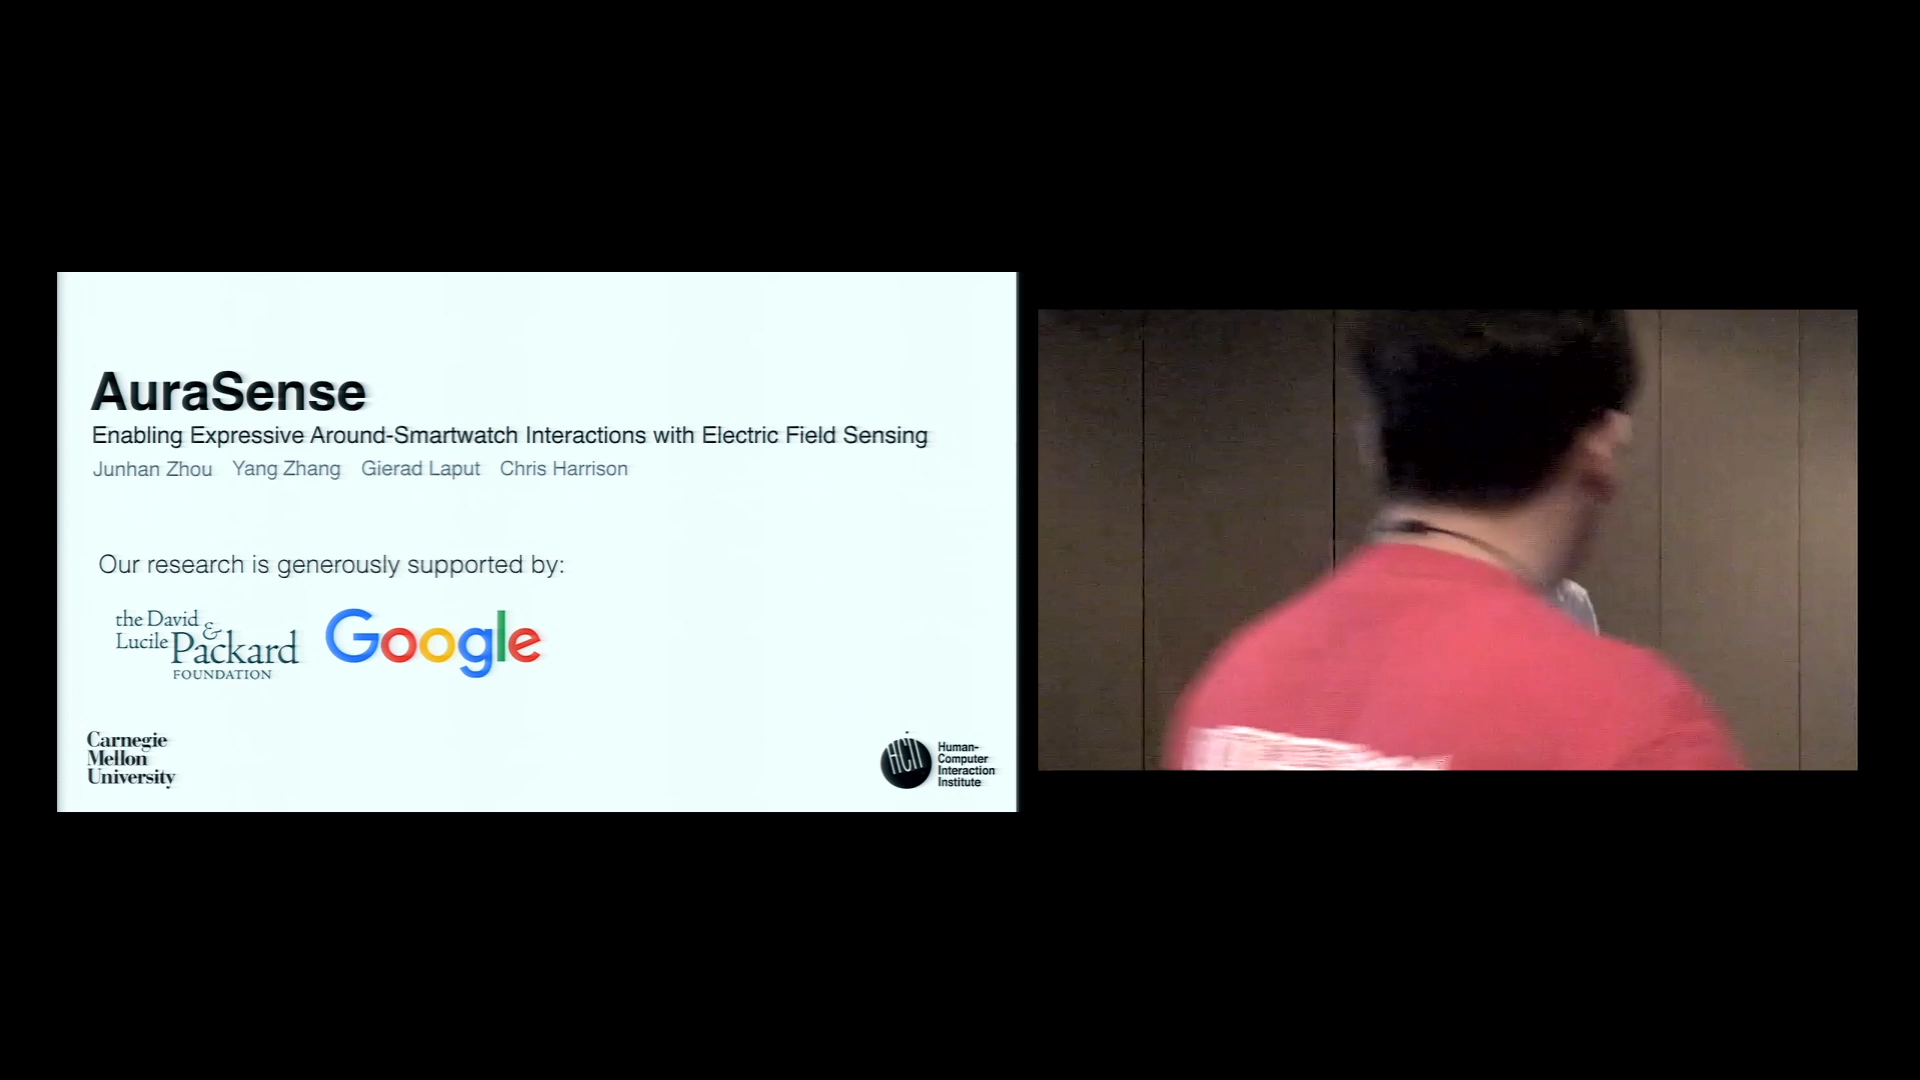 AuraSense
Enabling Expressive Around-Smartwatch Interactions with Electric Field Sensing
Junhan Zhou Yang Zhang Gierad Laput Chris Harrison
Our research is generously supported by:
the David &
Lucile Packard
FOUNDATION
Google
Carnegie
Mellon
University
HCII
Human-
Computer
Interaction
Institute